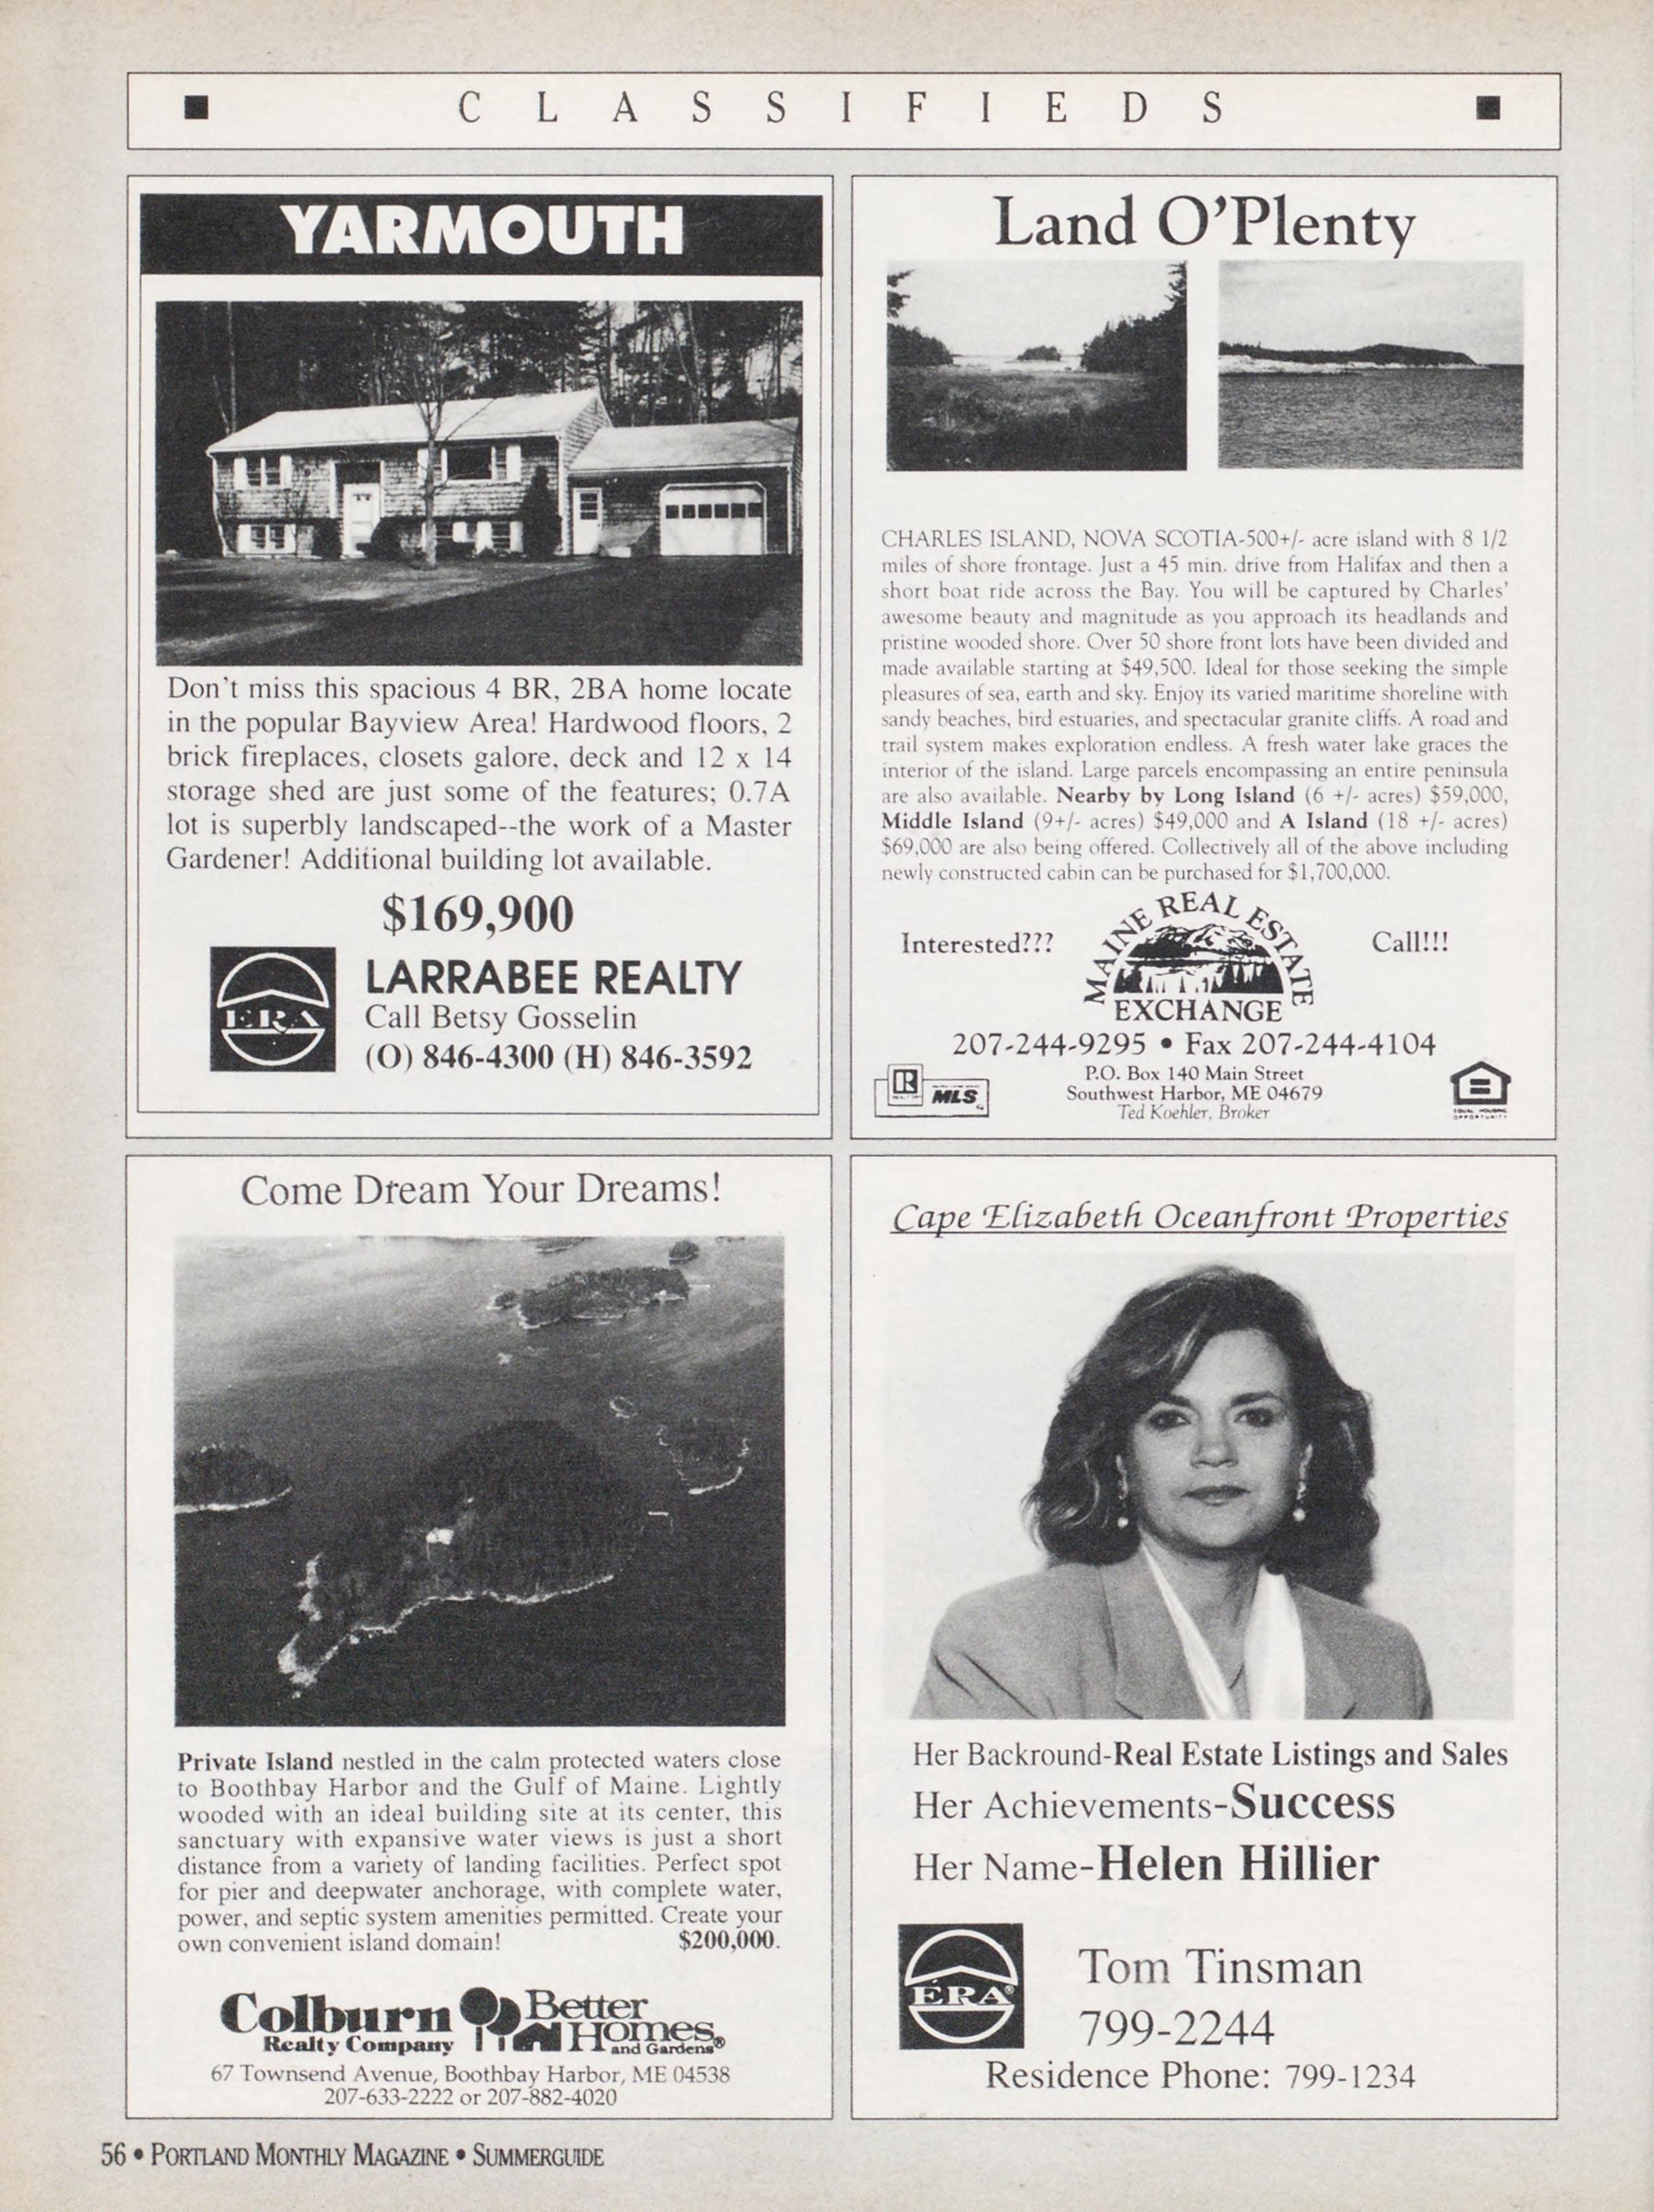 C L A S S I F I E D S
YARMOUTH
Don't miss this spacious 4 BR, 2BA home locate
in the popular Bayview Area! Hardwood floors, 2
brick fireplaces, closets galore, deck and 12 x 14
storage shed are just some of the features; 0.7A
lot is superbly landscaped--the work of a Master
Gardener! Additional building lot available.
$169,900
ERA
LARRABEE REALTY
Call Betsy Gosselin
(O) 846-4300 (H) 846-3592
Land O'Plenty
CHARLES ISLAND, NOVA SCOTIA-500+/- acre island with 8 1/2
miles of shore frontage. Just a 45 min. drive from Halifax and then a
short boat ride across the Bay. You will be captured by Charles'
awesome beauty and magnitude as you approach its headlands and
pristine wooded shore. Over 50 shore front lots have been divided and
made available starting at $49,500. Ideal for those seeking the simple
pleasures of sea, earth and sky. Enjoy its varied maritime shoreline with
sandy beaches, bird estuaries, and spectacular granite cliffs. A road and
trail system makes exploration endless. A fresh water lake graces the
interior of the island. Large parcels encompassing an entire peninsula
are also available. Nearby by Long Island (6 +/- acres) $59,000,
Middle Island (9+/- acres) $49,000 and A Island (18 +/- acres)
$69,000 are also being offered. Collectively all of the above including
newly constructed cabin can be purchased for $1,700,000.
Interested???
MAINE REAL ESTATE
EXCHANGE
Call!!!
207-244-9295 • Fax 207-244-4104
P.O. Box 140 Main Street
Southwest Harbor, ME 04679
Ted Koehler, Broker
R
MLS
EQUAL HOUSING
OPPORTUNITY
Come Dream Your Dreams!
Private Island nestled in the calm protected waters close
to Boothbay Harbor and the Gulf of Maine. Lightly
wooded with an ideal building site at its center, this
sanctuary with expansive water views is just a short
distance from a variety of landing facilities. Perfect spot
for pier and deepwater anchorage, with complete water,
power, and septic system amenities permitted. Create your
own convenient island domain! $200,000.
Colburn
Realty Company
Better
Homes
and Gardens®
67 Townsend Avenue, Boothbay Harbor, ME 04538
207-633-2222 or 207-882-4020
Cape Elizabeth Oceanfront Properties
Her Backround-Real Estate Listings and Sales
Her Achievements-Success
Her Name-Helen Hillier
ERA®
Tom Tinsman
799-2244
Residence Phone: 799-1234
56 • PORTLAND MONTHLY MAGAZINE • SUMMERGUIDE